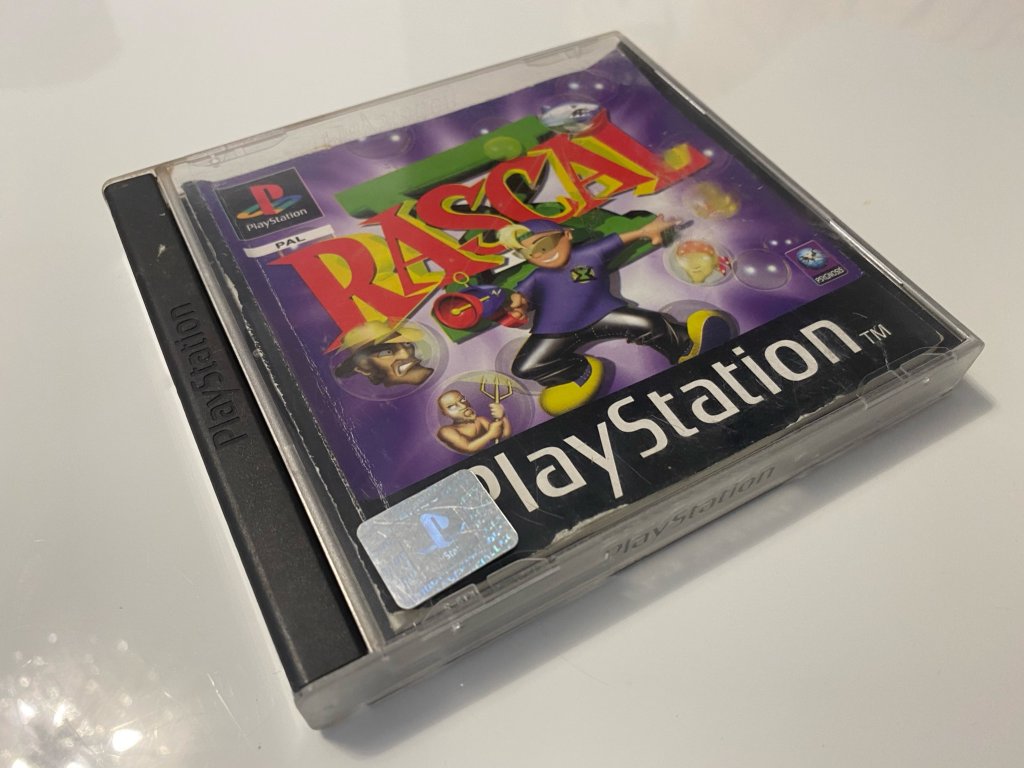 PlayStation
PlayStation
PAL
RASCAL
PSYGNOSIS
PlayStation™
PlayStation